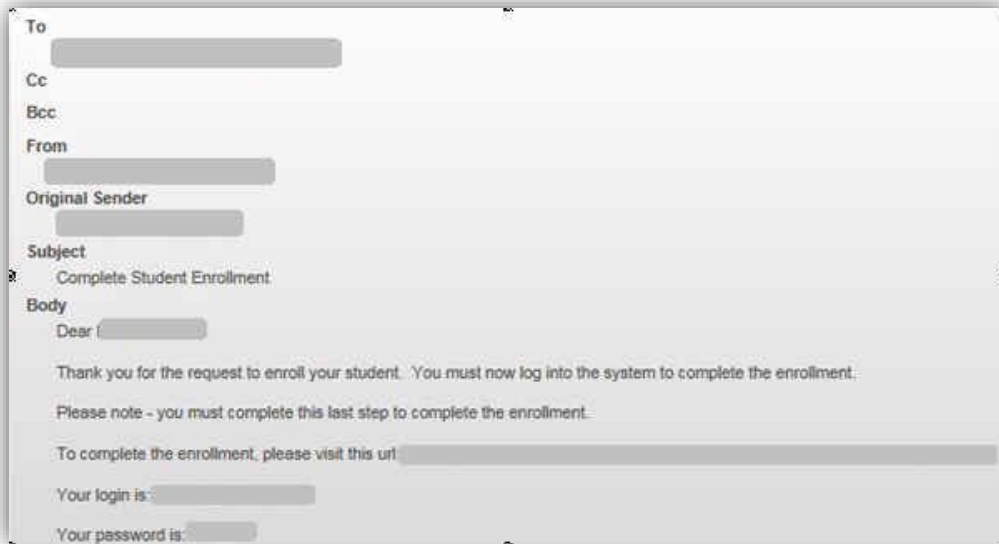 To
Cc
Bcc
From
Original Sender
Subject
Complete Student Enrollment
Body
Dear
Thank you for the request to enroll your student. You must now log into the system to complete the enrollment.
Please note - you must complete this last step to complete the enrollment.
To complete the enrollment, please visit this url:
Your login is:
Your password is: